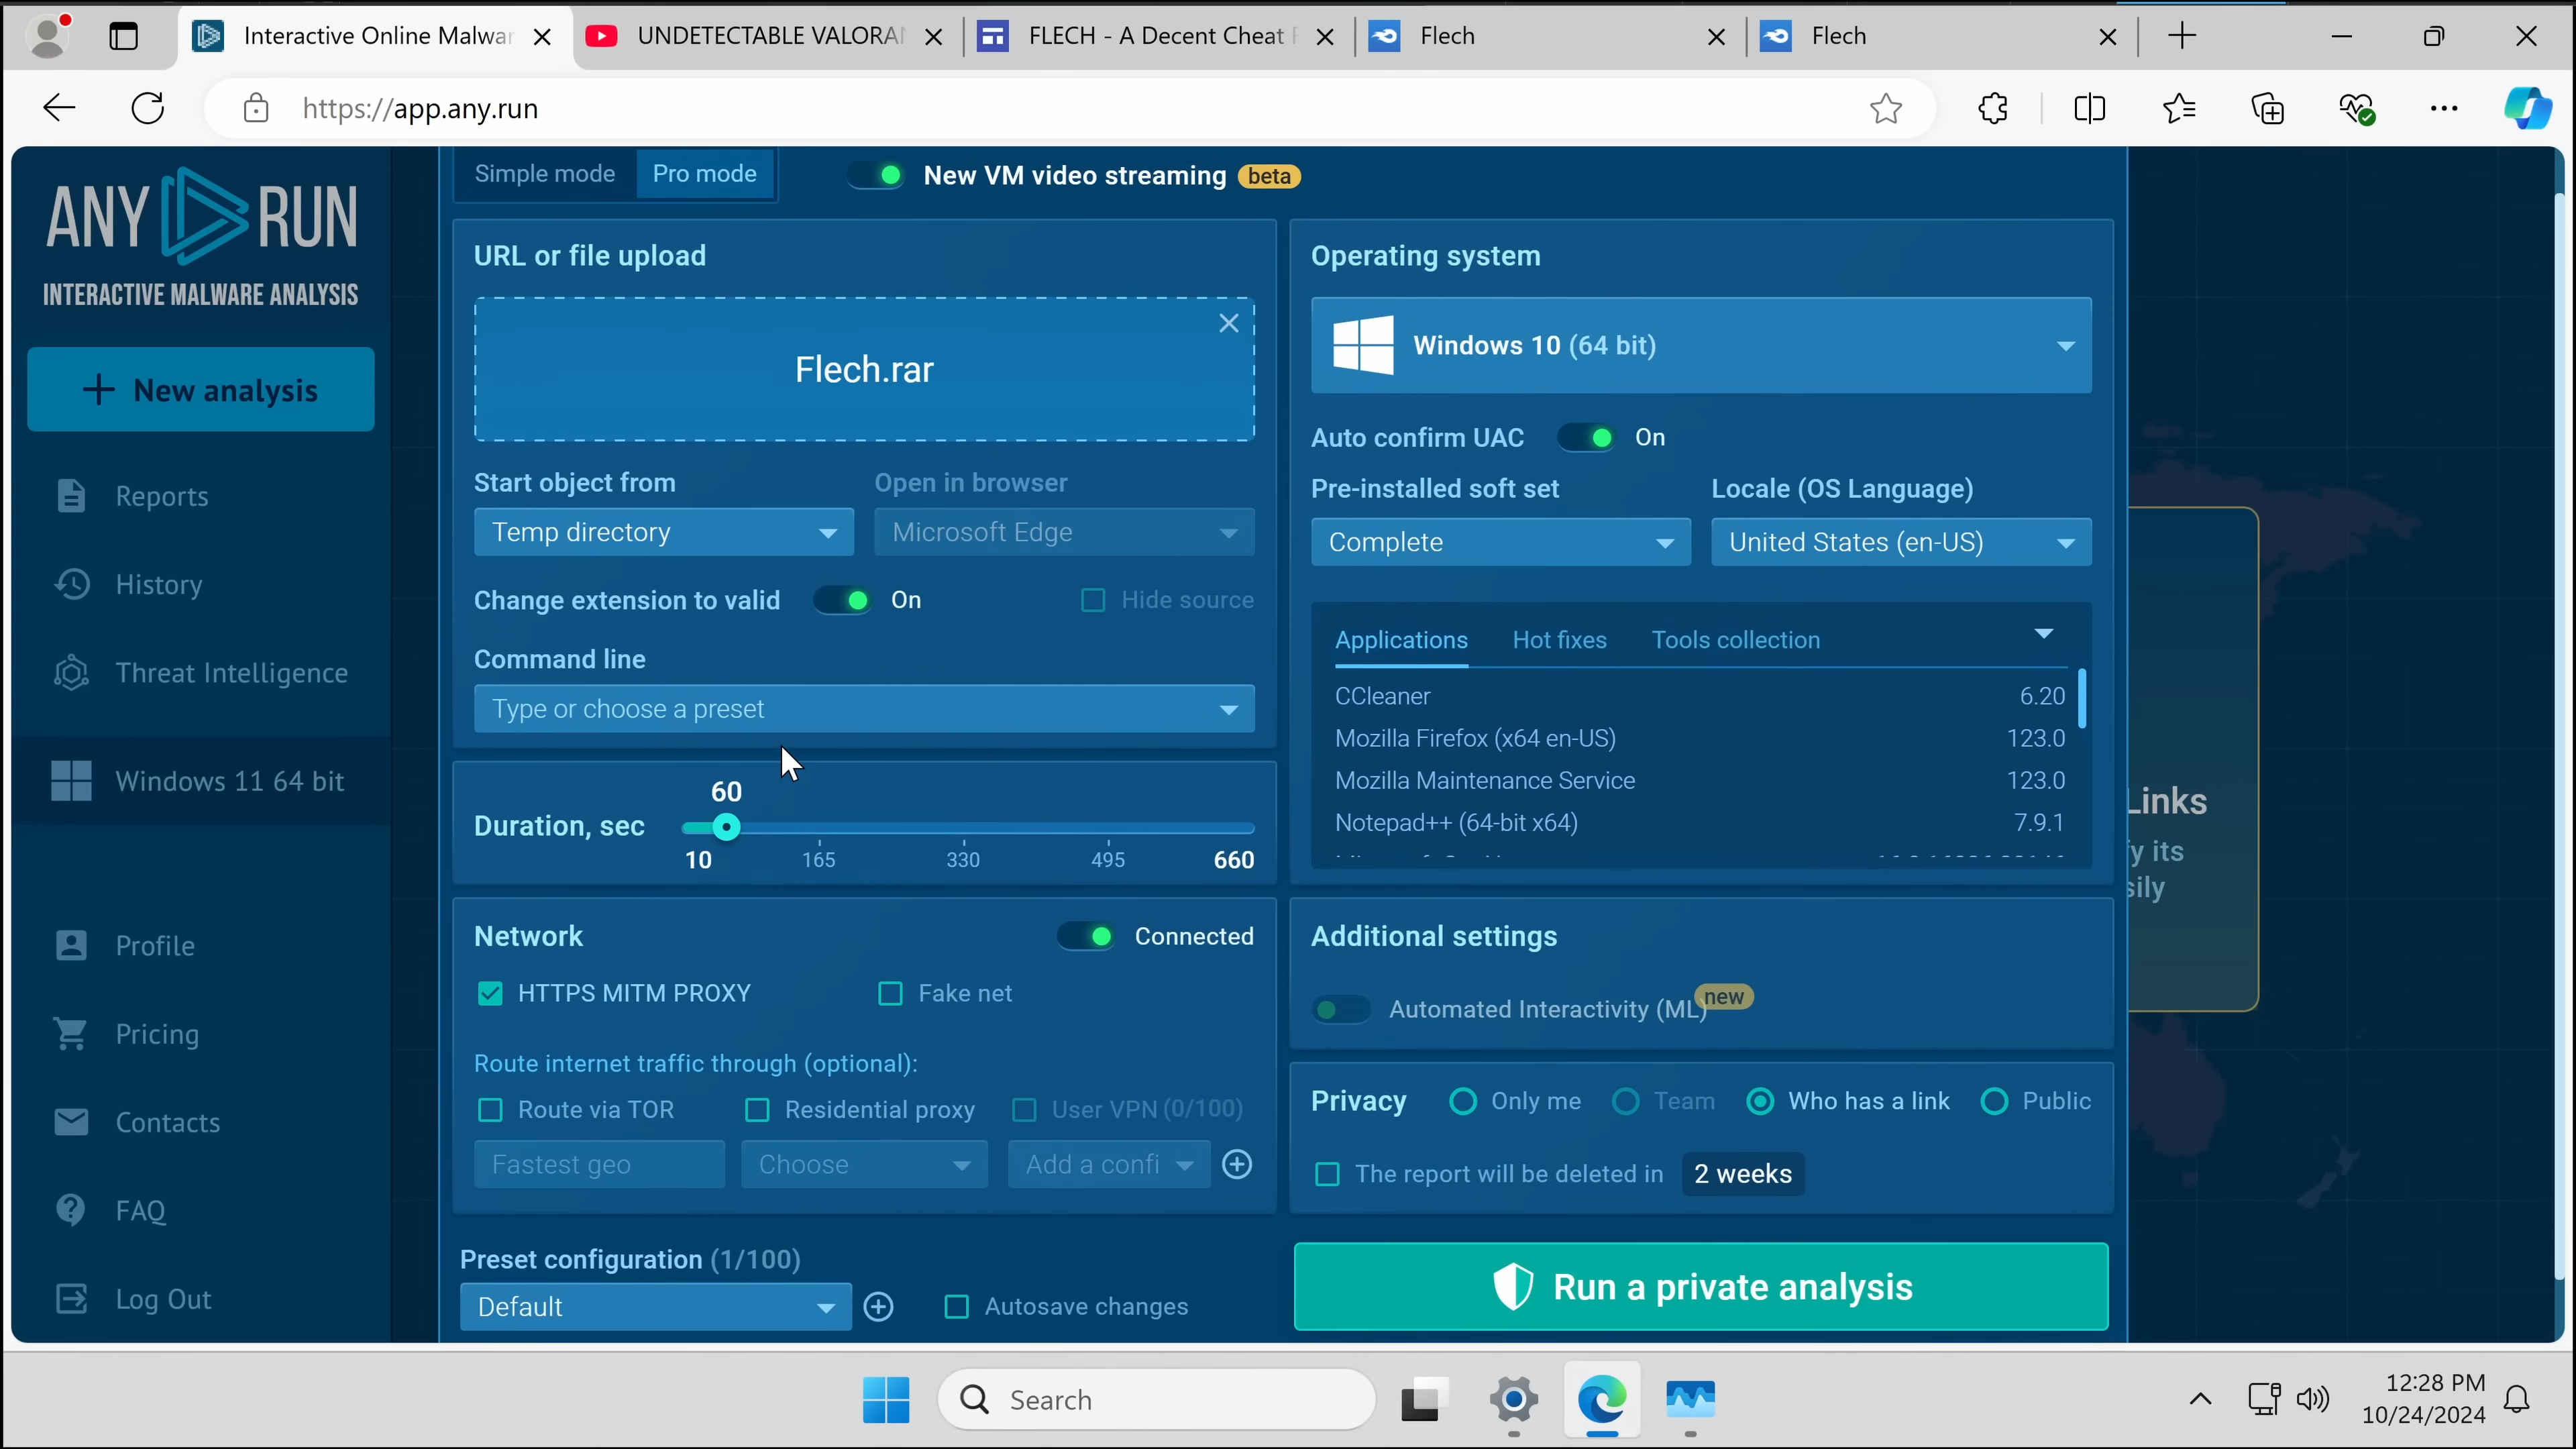 Interactive Online Malwar
UNDETECTABLE VALORAN
FLECH - A Decent Cheat F
Flech
Flech
https://app.any.run
ANY RUN
INTERACTIVE MALWARE ANALYSIS
New analysis
Reports
History
Threat Intelligence
Windows 11 64 bit
Profile
Pricing
Contacts
FAQ
Log Out
Simple mode
Pro mode
New VM video streaming beta
URL or file upload
Flech.rar
Start object from
Open in browser
Temp directory
Microsoft Edge
Change extension to valid On
Hide source
Command line
Type or choose a preset
Duration, sec
60
10 165 330 495 660
Network
Connected
HTTPS MITM PROXY
Fake net
Route internet traffic through (optional):
Route via TOR
Residential proxy
User VPN (0/100)
Fastest geo
Choose
Add a confi
Preset configuration (1/100)
Default
Autosave changes
Operating system
Windows 10 (64 bit)
Auto confirm UAC On
Pre-installed soft set
Locale (OS Language)
Complete
United States (en-US)
Applications
Hot fixes
Tools collection
CCleaner 6.20
Mozilla Firefox (x64 en-US) 123.0
Mozilla Maintenance Service 123.0
Notepad++ (64-bit x64) 7.9.1
Additional settings
Automated Interactivity (ML) new
Privacy
Only me
Team
Who has a link
Public
The report will be deleted in 2 weeks
Run a private analysis
Links
y its
sily
Search
12:28 PM
10/24/2024